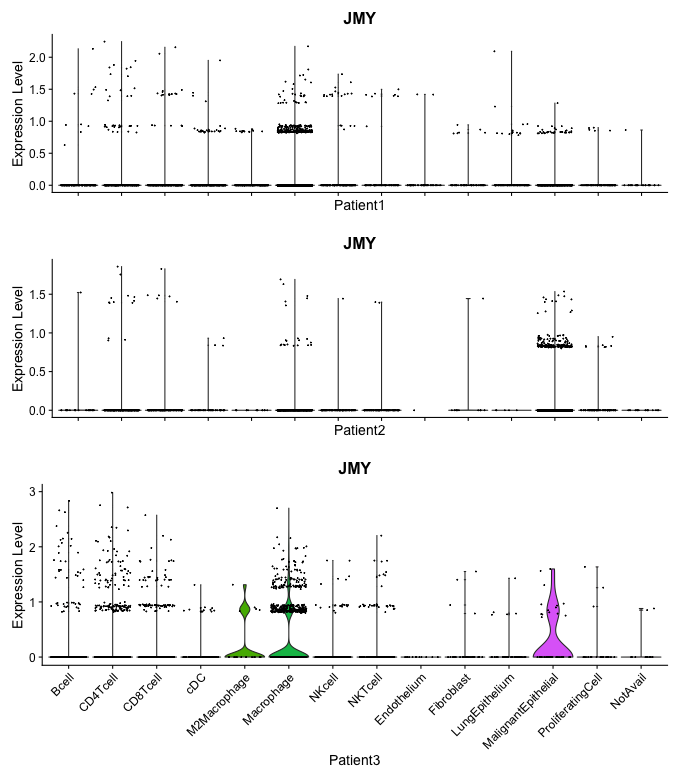 JMY
Expression Level
2.0
1.5
1.0
0.5
0.0
Patient1
JMY
Expression Level
1.5
1.0
0.5
0.0
Patient2
JMY
Expression Level
3
2
1
0
Bcell
CD4Tcell
CD8Tcell
cDC
M2Macrophage
Macrophage
NKcell
NKTcell
Endothelium
Fibroblast
LungEpithelium
MalignantEpithelial
ProliferatingCell
NotAvail
Patient3